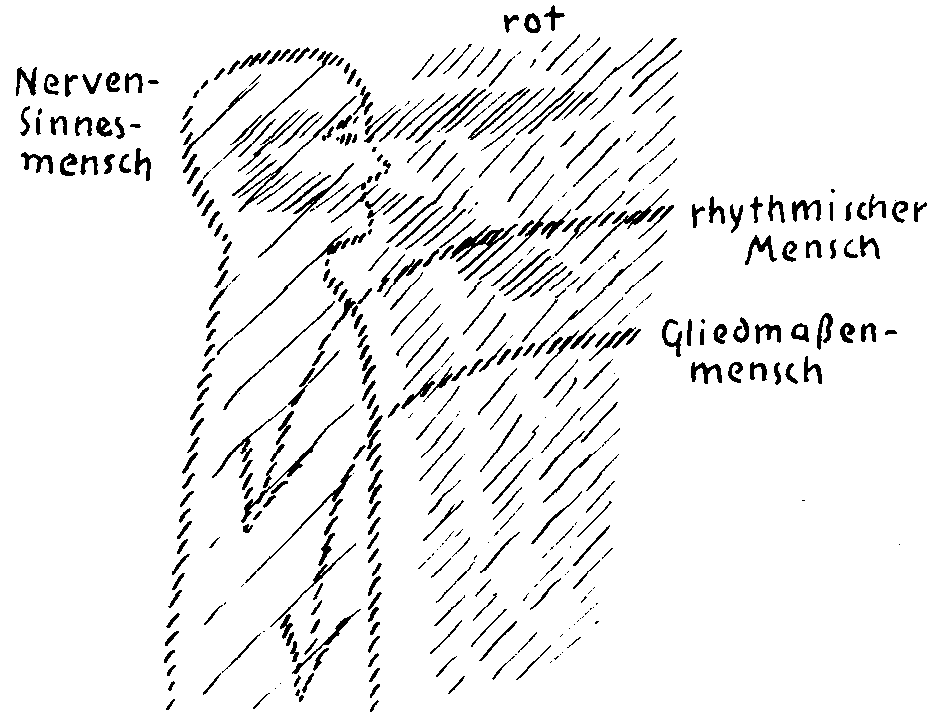 rot
Nerven-
Sinnes-
mensch
rhythmischer
Mensch
Gliedmaßen-
mensch